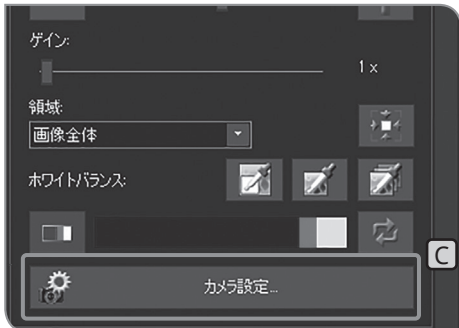 ゲイン:
1x
領域:
画像全体
ホワイトバランス:
C
カメラ設定...